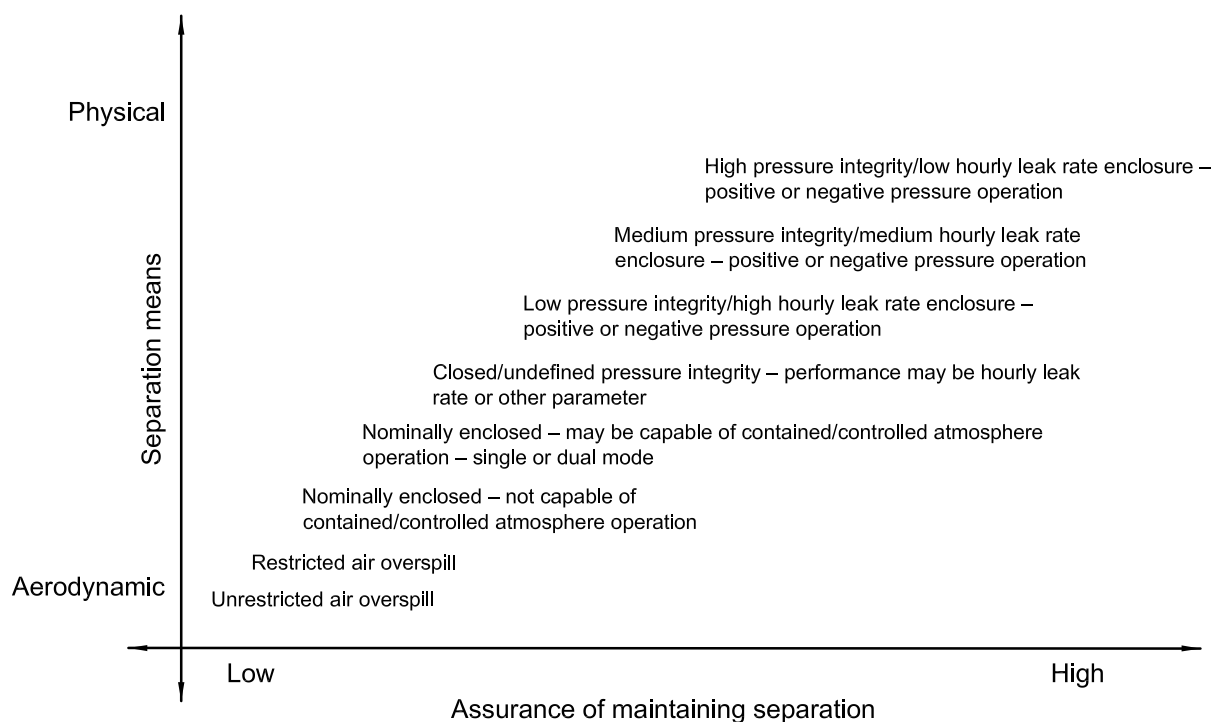 Physical
High pressure integrity/low hourly leak rate enclosure –
positive or negative pressure operation
Medium pressure integrity/medium hourly leak rate
enclosure – positive or negative pressure operation
Separation means
Low pressure integrity/high hourly leak rate enclosure –
positive or negative pressure operation
Closed/undefined pressure integrity – performance may be hourly leak
rate or other parameter
Nominally enclosed – may be capable of contained/controlled atmosphere
operation – single or dual mode
Nominally enclosed – not capable of
contained/controlled atmosphere operation
Restricted air overspill
Aerodynamic
Unrestricted air overspill
Low
High
Assurance of maintaining separation